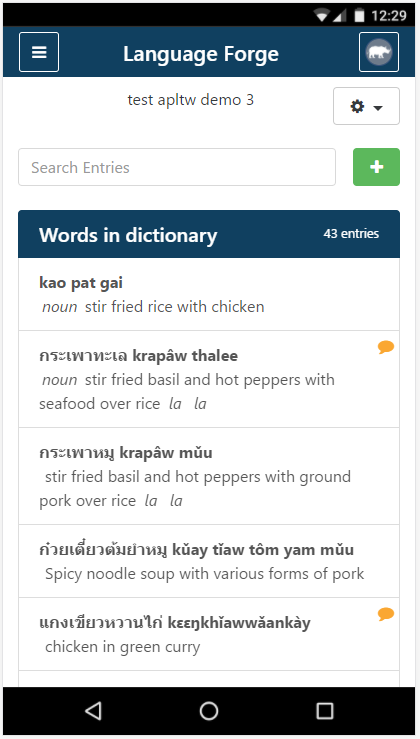 12:29
Language Forge
test apltw demo 3
Search Entries
Words in dictionary 43 entries
kao pat gai
noun stir fried rice with chicken
กระเพาทะเล krapâw thalee
noun stir fried basil and hot peppers with
seafood over rice la la
กระเพาหมู krapâw mǔu
stir fried basil and hot peppers with ground
pork over rice la la
ก๋วยเตี๋ยวต้มยำหมู kǔay tǐaw tôm yam mǔu
Spicy noodle soup with various forms of pork
แกงเขียวหวานไก่ kɛɛŋkhǐawwǎankày
chicken in green curry